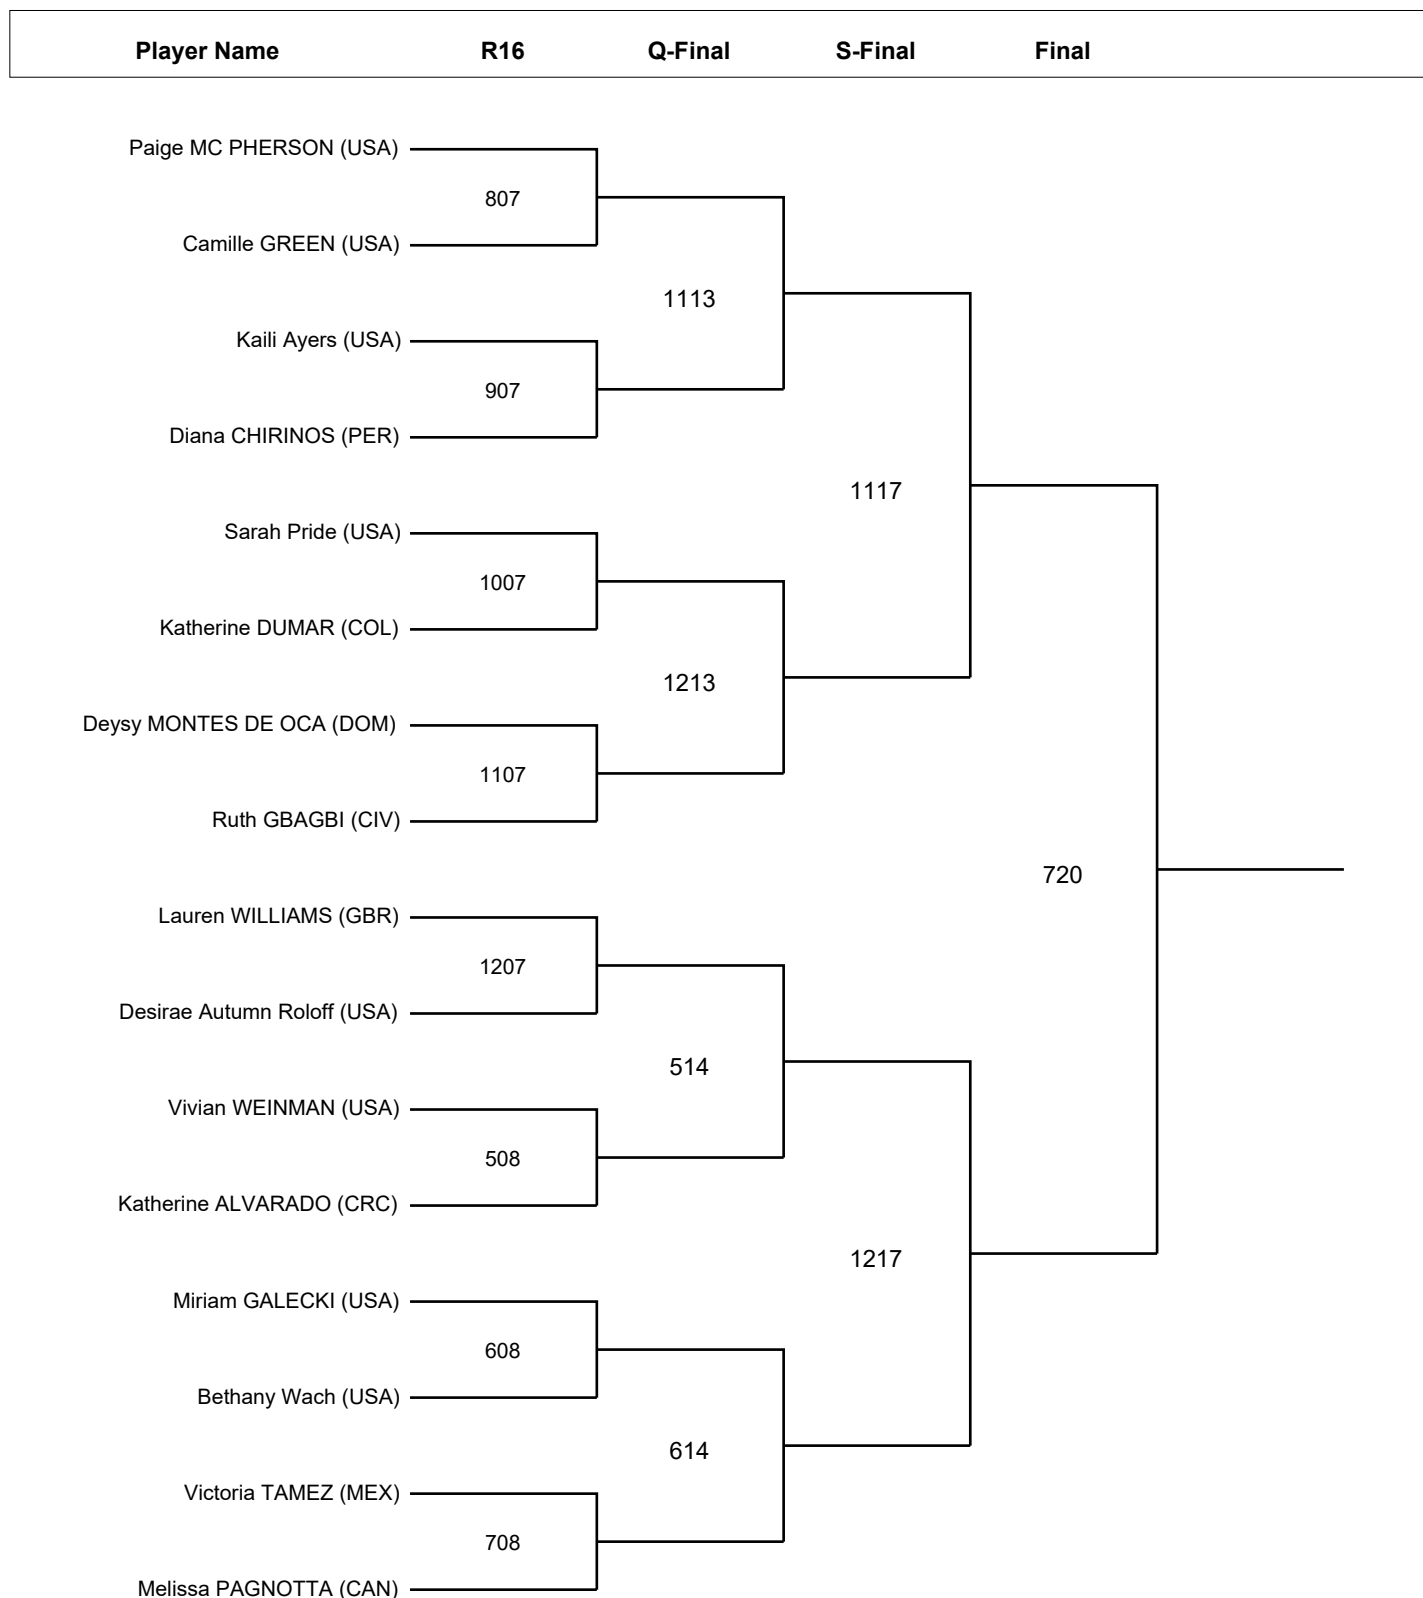 Player Name R16 Q-Final S-Final Final
Paige MC PHERSON (USA)
807
Camille GREEN (USA)
1113
Kaili Ayers (USA)
907
Diana CHIRINOS (PER)
1117
Sarah Pride (USA)
1007
Katherine DUMAR (COL)
1213
Deysy MONTES DE OCA (DOM)
1107
Ruth GBAGBI (CIV)
720
Lauren WILLIAMS (GBR)
1207
Desirae Autumn Roloff (USA)
514
Vivian WEINMAN (USA)
508
Katherine ALVARADO (CRC)
1217
Miriam GALECKI (USA)
608
Bethany Wach (USA)
614
Victoria TAMEZ (MEX)
708
Melissa PAGNOTTA (CAN)